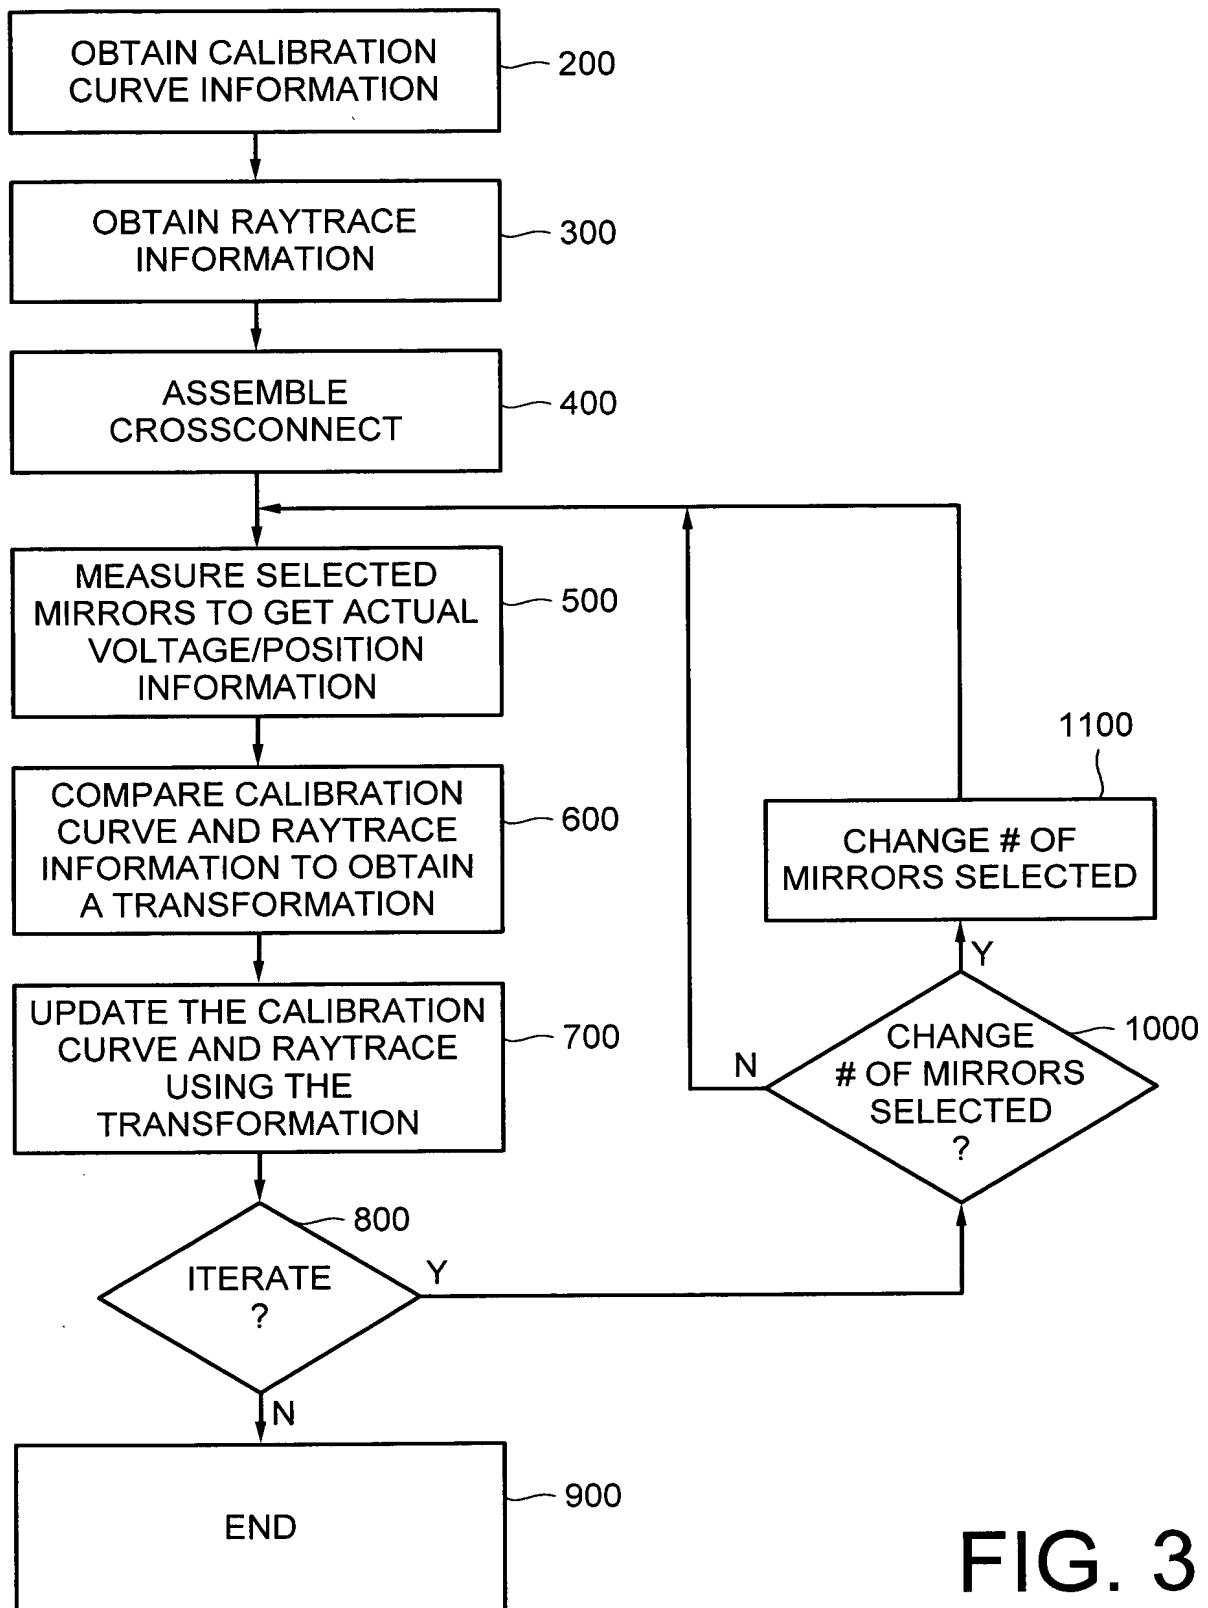 OBTAIN CALIBRATION
CURVE INFORMATION
200
OBTAIN RAYTRACE
INFORMATION
300
ASSEMBLE
CROSSCONNECT
400
MEASURE SELECTED
MIRRORS TO GET ACTUAL
VOLTAGE/POSITION
INFORMATION
500
COMPARE CALIBRATION
CURVE AND RAYTRACE
INFORMATION TO OBTAIN
A TRANSFORMATION
600
UPDATE THE CALIBRATION
CURVE AND RAYTRACE
USING THE
TRANSFORMATION
700
ITERATE
?
800
Y
N
END
900
CHANGE
# OF MIRRORS
SELECTED
?
1000
N
Y
CHANGE # OF
MIRRORS SELECTED
1100
FIG. 3